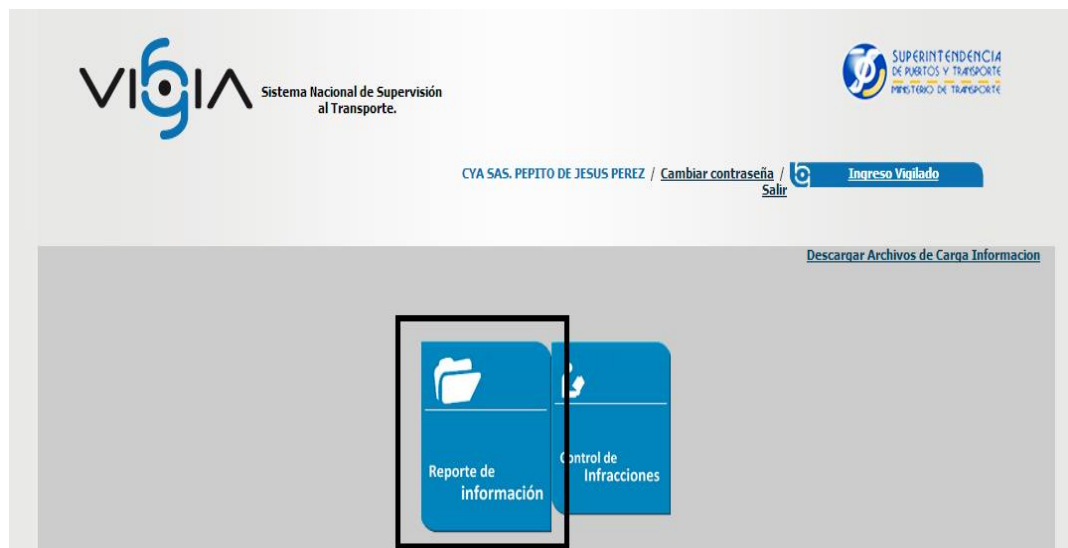 VIGIA
Sistema Nacional de Supervisión
al Transporte.
SUPERINTENDENCIA
DE PUERTOS Y TRANSPORTE
MINISTERIO DE TRANSPORTE
CYA SAS. PEPITO DE JESUS PEREZ / Cambiar contraseña /
Salir
Ingreso Vigilado
Descargar Archivos de Carga Informacion
Reporte de
información
Control de
Infracciones